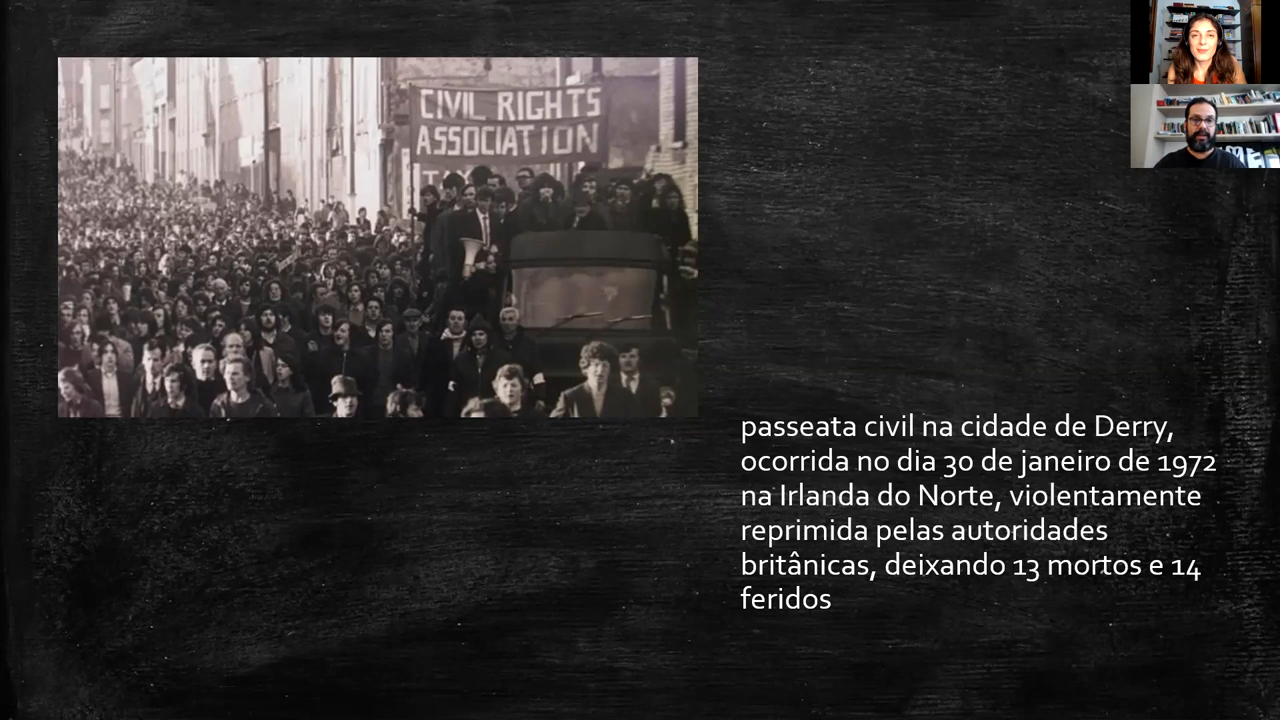 CIVIL RIGHTS
ASSOCIATION
passeata civil na cidade de Derry,
ocorrida no dia 30 de janeiro de 1972
na Irlanda do Norte, violentamente
reprimida pelas autoridades
britânicas, deixando 13 mortos e 14
feridos